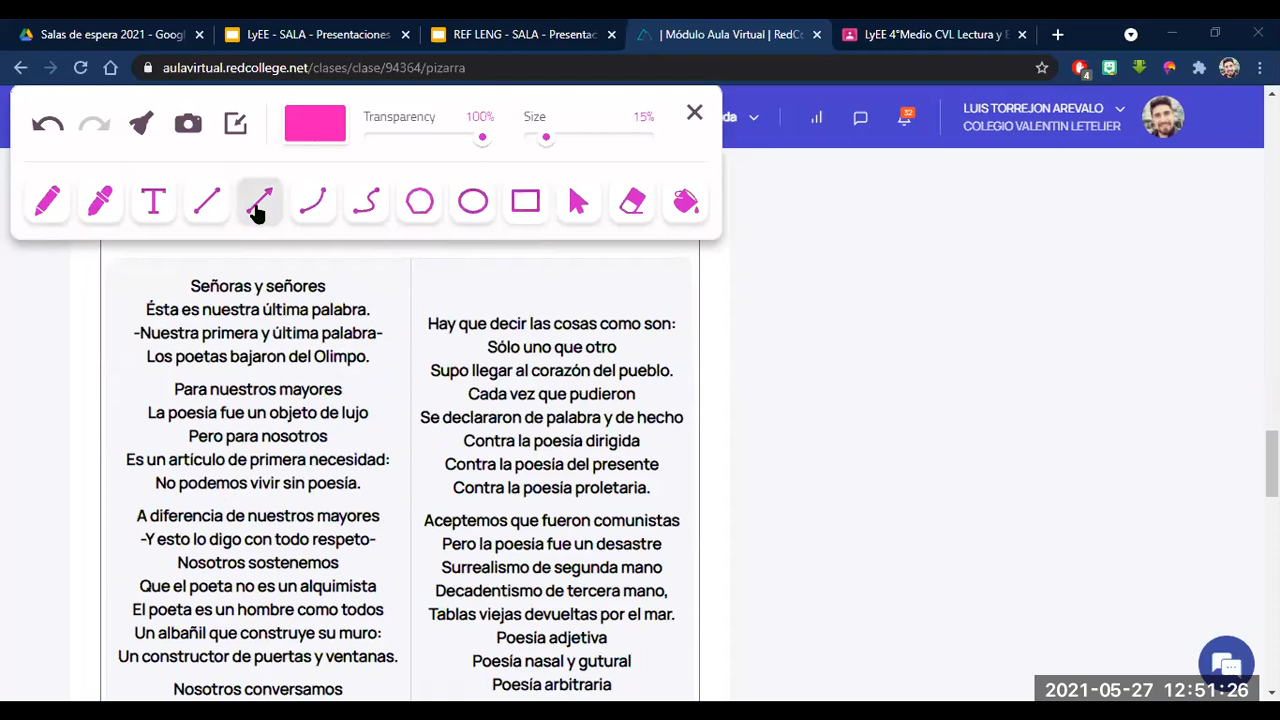 Salas de espera 2021 - Googl
LyEE - SALA - Presentaciones
REF LENG - SALA - Presentac
| Módulo Aula Virtual | RedCo
LyEE 4°Medio CVL Lectura y E
aulavirtual.redcollege.net/clases/clase/94364/pizarra
4
Transparency 100%
Size 15%
da
32
LUIS TORREJON AREVALO
COLEGIO VALENTIN LETELIER
T
Señoras y señores
Ésta es nuestra última palabra.
-Nuestra primera y última palabra-
Los poetas bajaron del Olimpo.
Para nuestros mayores
La poesía fue un objeto de lujo
Pero para nosotros
Es un artículo de primera necesidad:
No podemos vivir sin poesía.
A diferencia de nuestros mayores
-Y esto lo digo con todo respeto-
Nosotros sostenemos
Que el poeta no es un alquimista
El poeta es un hombre como todos
Un albañil que construye su muro:
Un constructor de puertas y ventanas.
Nosotros conversamos
Hay que decir las cosas como son:
Sólo uno que otro
Supo llegar al corazón del pueblo.
Cada vez que pudieron
Se declararon de palabra y de hecho
Contra la poesía dirigida
Contra la poesía del presente
Contra la poesía proletaria.
Aceptemos que fueron comunistas
Pero la poesía fue un desastre
Surrealismo de segunda mano
Decadentismo de tercera mano,
Tablas viejas devueltas por el mar.
Poesía adjetiva
Poesía nasal y gutural
Poesía arbitraria
2021-05-27 12:51:26